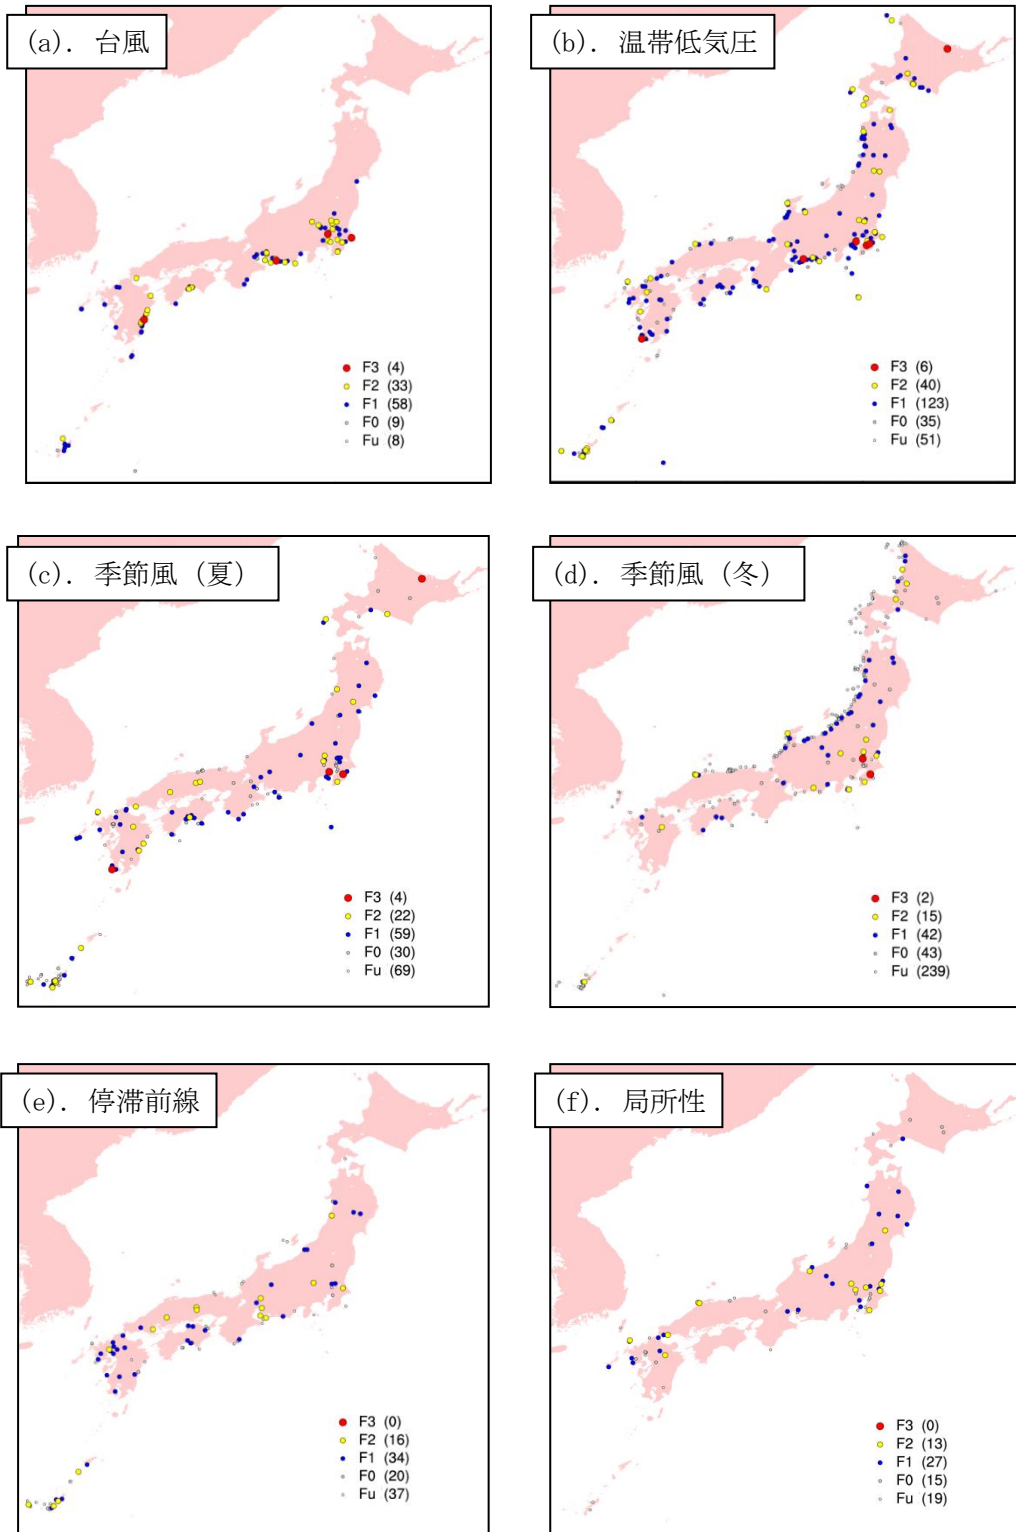 (a). 台風
F3 (4)
F2 (33)
F1 (58)
F0 (9)
Fu (8)
(b). 温帯低気圧
F3 (6)
F2 (40)
F1 (123)
F0 (35)
Fu (51)
(c). 季節風（夏）
F3 (4)
F2 (22)
F1 (59)
F0 (30)
Fu (69)
(d). 季節風（冬）
F3 (2)
F2 (15)
F1 (42)
F0 (43)
Fu (239)
(e). 停滞前線
F3 (0)
F2 (16)
F1 (34)
F0 (20)
Fu (37)
(f). 局所性
F3 (0)
F2 (13)
F1 (27)
F0 (15)
Fu (19)